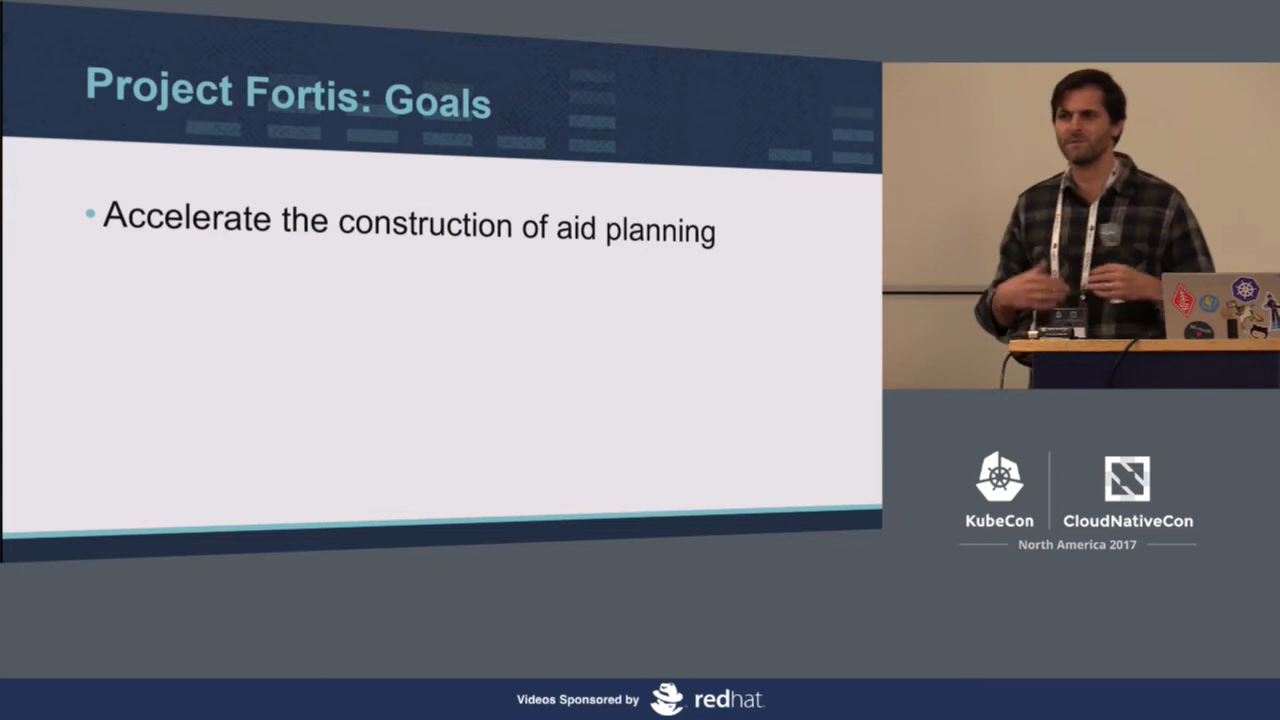 Project Fortis: Goals
• Accelerate the construction of aid planning
KubeCon
CloudNativeCon
North America 2017
Videos Sponsored by
redhat.